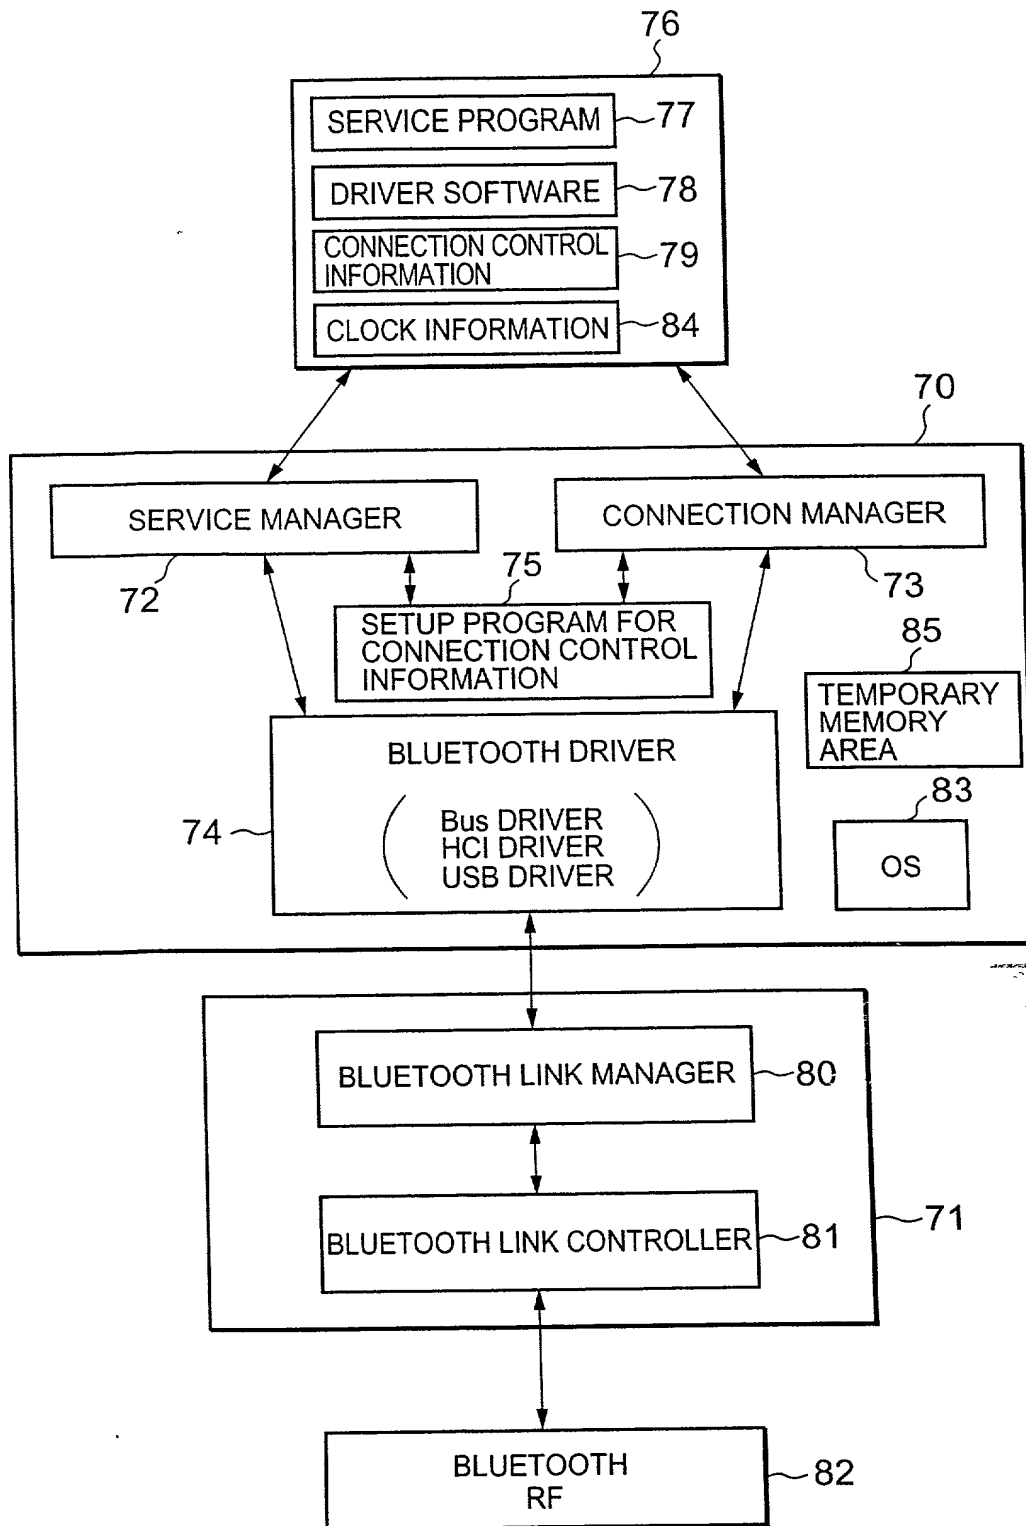 76
SERVICE PROGRAM
77
DRIVER SOFTWARE
78
CONNECTION CONTROL
INFORMATION
79
CLOCK INFORMATION
84
70
SERVICE MANAGER
CONNECTION MANAGER
72
75
73
SETUP PROGRAM FOR
CONNECTION CONTROL
INFORMATION
85
TEMPORARY
MEMORY
AREA
BLUETOOTH DRIVER
74
Bus DRIVER
HCI DRIVER
USB DRIVER
83
OS
BLUETOOTH LINK MANAGER
80
BLUETOOTH LINK CONTROLLER
81
71
BLUETOOTH
RF
82